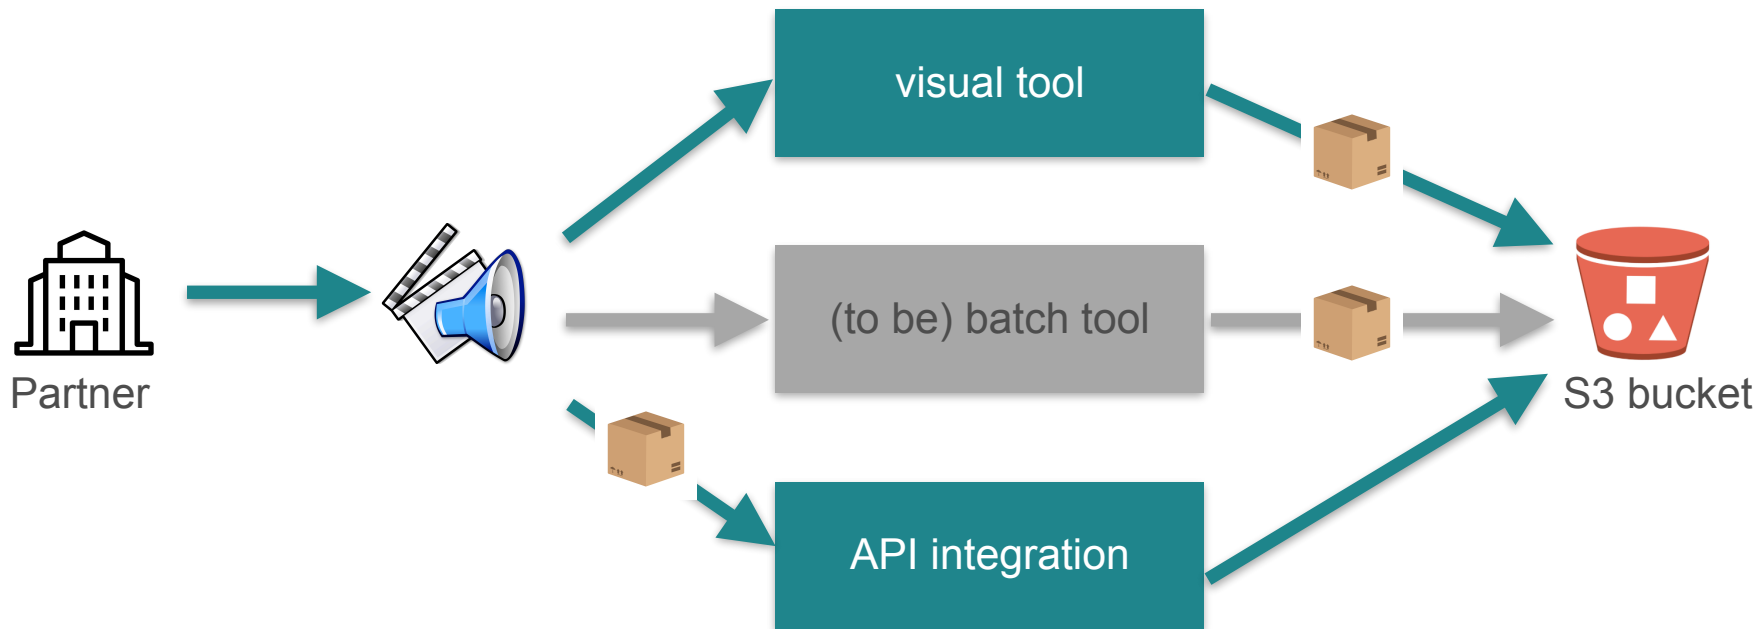 visual tool
(to be) batch tool
Partner
S3 bucket
API integration